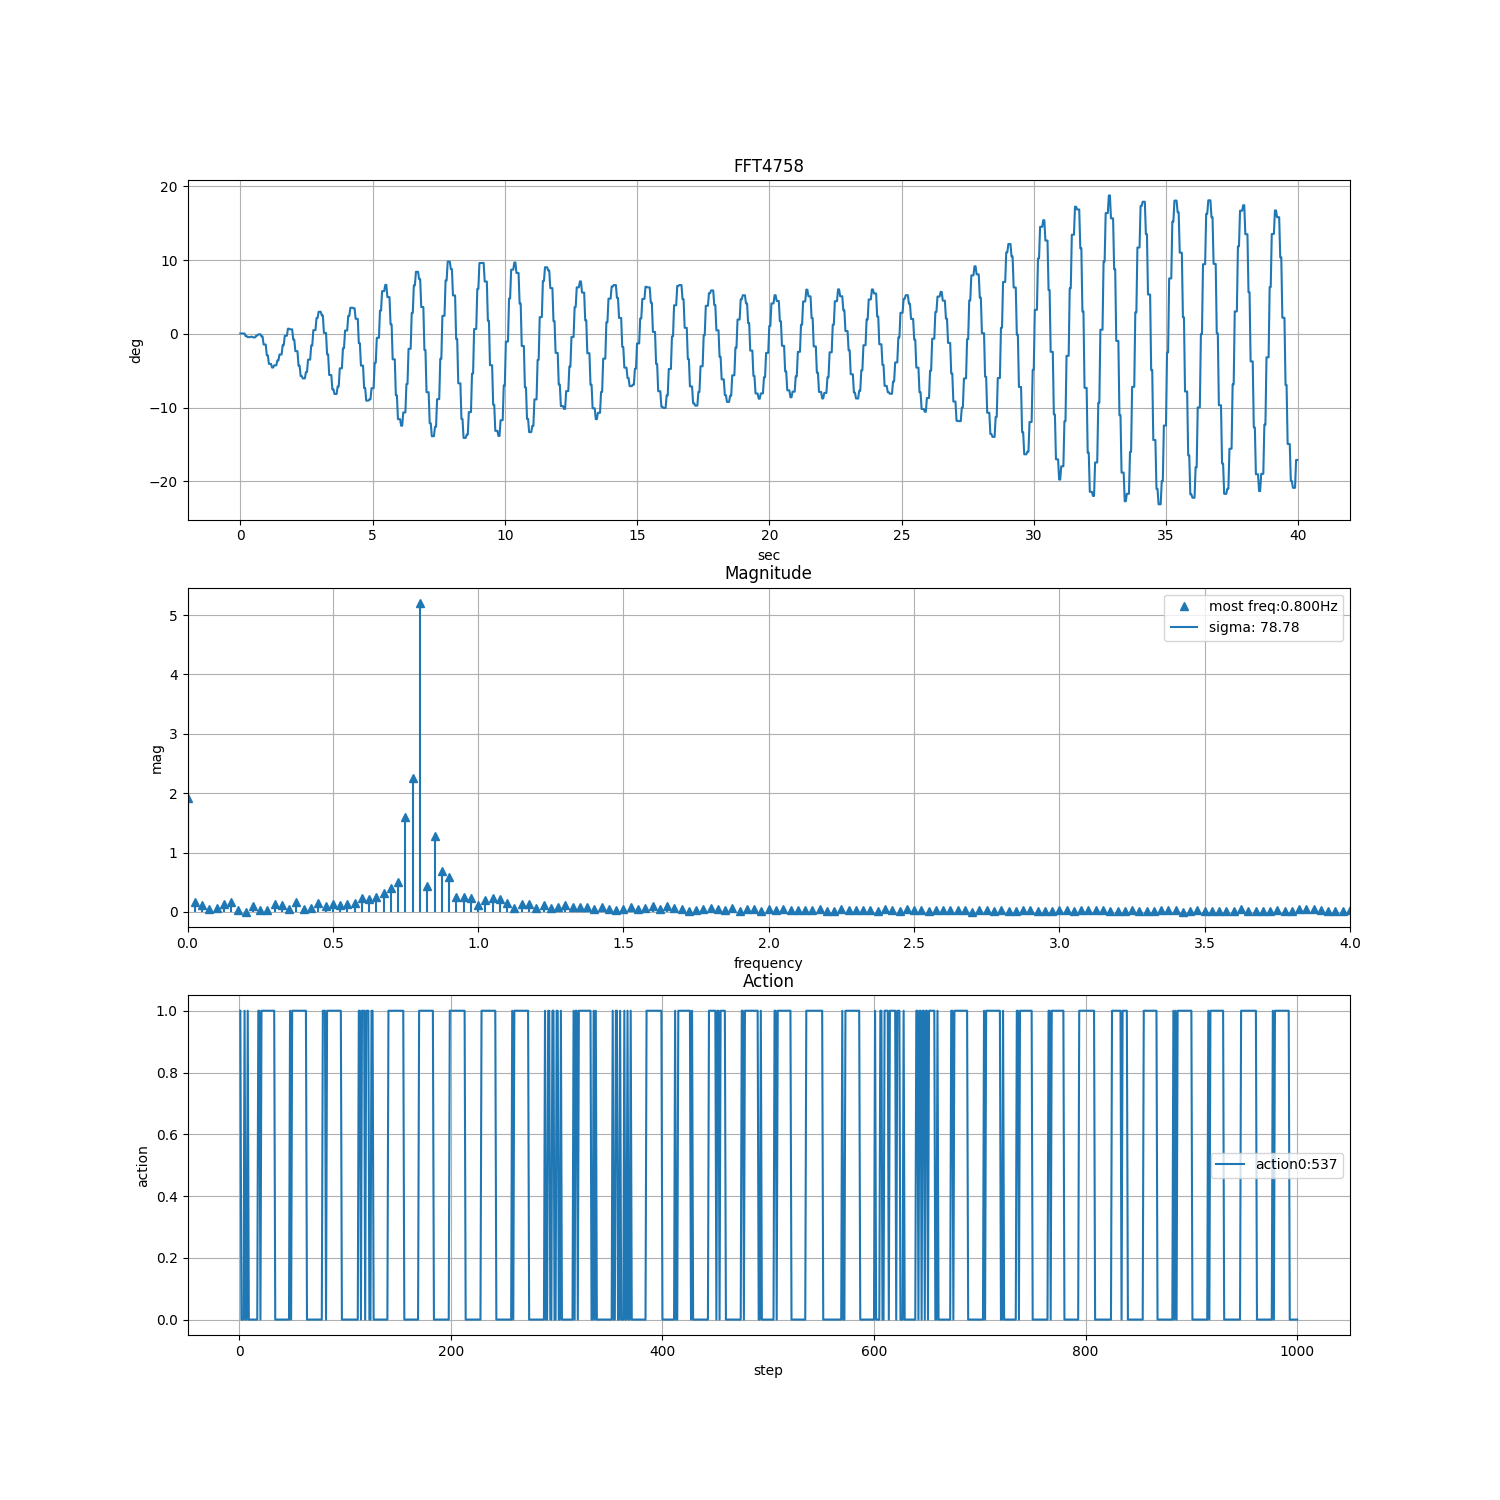 FFT4758
20
10
0
−10
−20
deg
0 5 10 15 20 25 30 35 40
sec
Magnitude
5
4
3
2
1
0
mag
most freq:0.800Hz
sigma: 78.78
0.0 0.5 1.0 1.5 2.0 2.5 3.0 3.5 4.0
frequency
Action
1.0
0.8
0.6
0.4
0.2
0.0
action
action0:537
0 200 400 600 800 1000
step